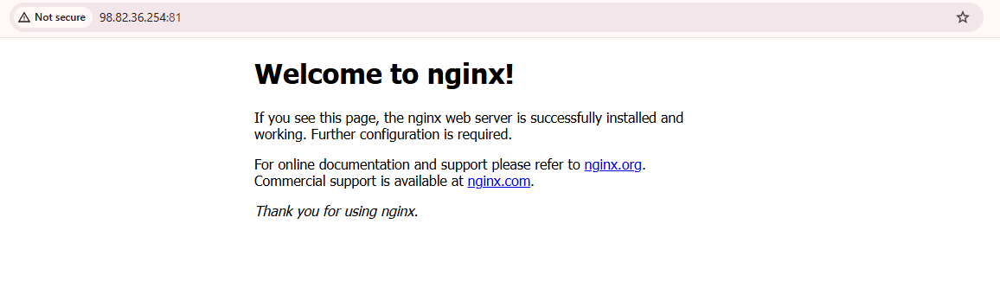 Not secure 98.82.36.254:81
Welcome to nginx!
If you see this page, the nginx web server is successfully installed and
working. Further configuration is required.
For online documentation and support please refer to nginx.org.
Commercial support is available at nginx.com.
Thank you for using nginx.